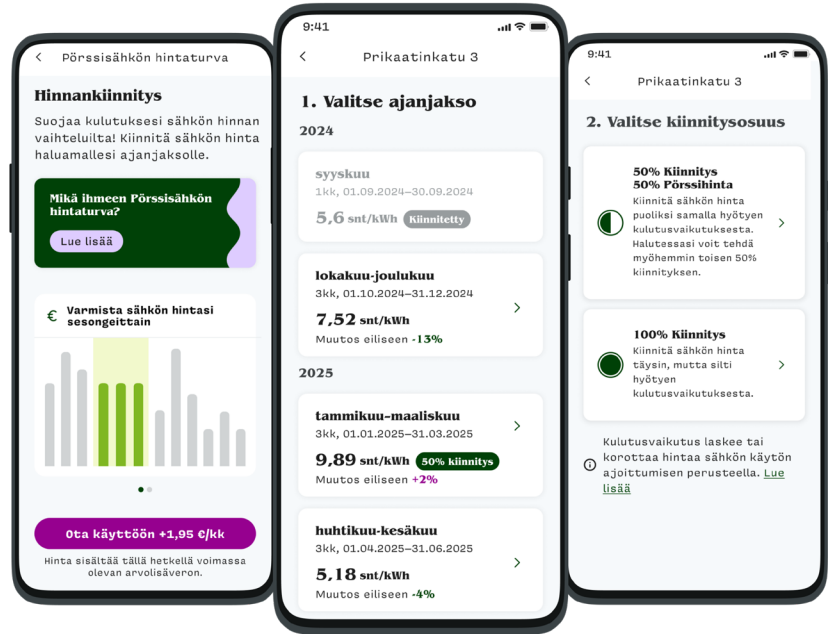 Pörssisähkön hintaturva
Hinnankiinnitys
Suojaa kulutuksesi sähkön hinnan
vaihteluilta! Kiinnitä sähkön hinta
haluamallesi ajanjaksolle.
Mikä ihmeen Pörssisähkön
hintaturva?
Lue lisää
€ Varmista sähkön hintasi
sesongeittain
Ota käyttöön +1,95 €/kk
Hinta sisältää tällä hetkellä voimassa
olevan arvolisäveron.
9:41
Prikaatinkatu 3
1. Valitse ajanjakso
2024
syyskuu
1kk, 01.09.2024–30.09.2024
5,6 snt/kWh Kiinnitetty
lokakuu-joulukuu
3kk, 01.10.2024–31.12.2024
7,52 snt/kWh
Muutos eiliseen -13%
2025
tammikuu–maaliskuu
3kk, 01.01.2025–31.03.2025
9,89 snt/kWh 50% kiinnitys
Muutos eiliseen +2%
huhtikuu-kesäkuu
3kk, 01.04.2025–31.06.2025
5,18 snt/kWh
Muutos eiliseen -4%
9:41
Prikaatinkatu 3
2. Valitse kiinnitysosuus
50% Kiinnitys
50% Pörssihinta
Kiinnitä sähkön hinta
puoliksi samalla hyötyen
kulutusvaikutuksesta.
Halutessasi voit tehdä
myöhemmin toisen 50%
kiinnityksen.
100% Kiinnitys
Kiinnitä sähkön hinta
täysin, mutta silti
hyötyen
kulutusvaikutuksesta.
Kulutusvaikutus laskee tai
korottaa hintaa sähkön käytön
ajoittumisen perusteella. Lue
lisää